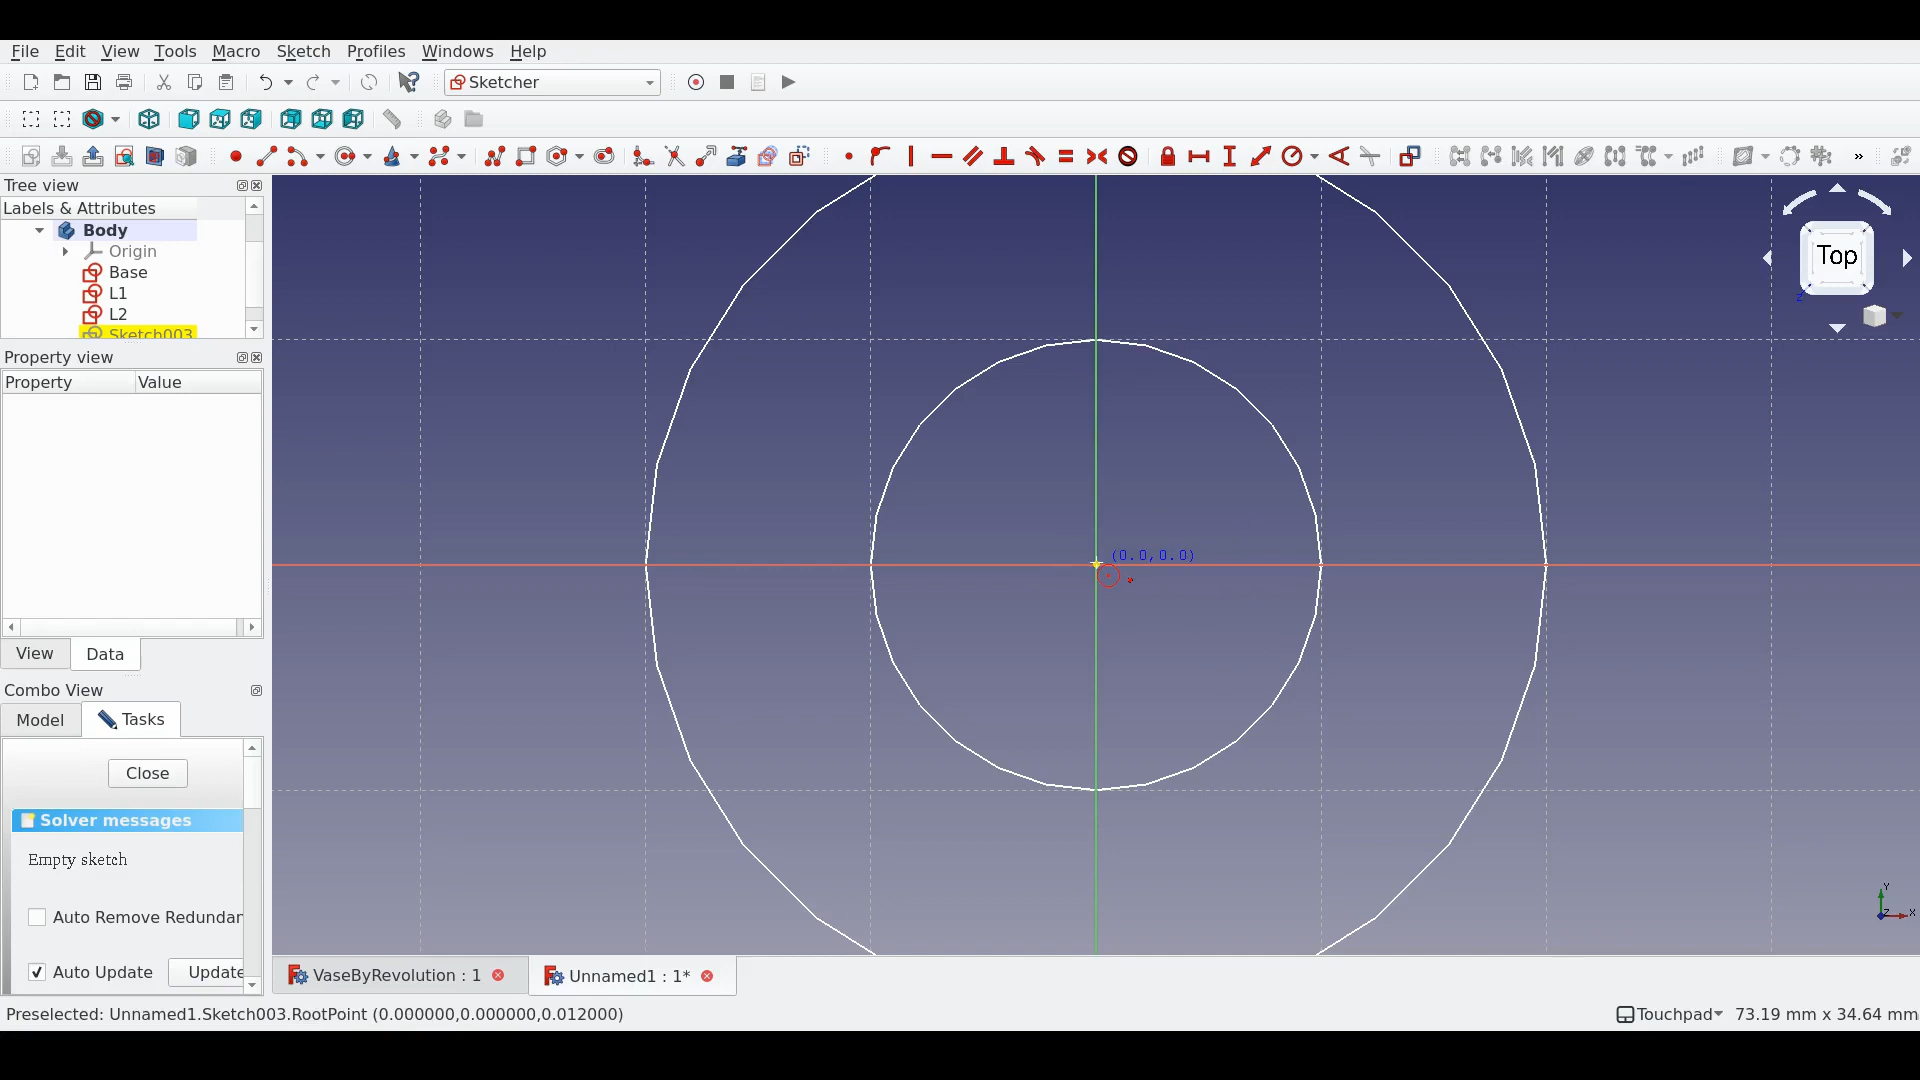 File Edit View Tools Macro Sketch Profiles Windows Help
Sketcher
Tree view
Labels & Attributes
Body
Origin
Base
L1
L2
Sketch003
Property view
Property Value
View Data
Combo View
Model Tasks
Close
Solver messages
Empty sketch
Auto Remove Redundan
Auto Update Update
(0.0,0.0)
Top
Z
Y
Z X
VaseByRevolution : 1
Unnamed1 : 1*
Preselected: Unnamed1.Sketch003.RootPoint (0.000000,0.000000,0.012000)
Touchpad 73.19 mm x 34.64 mm